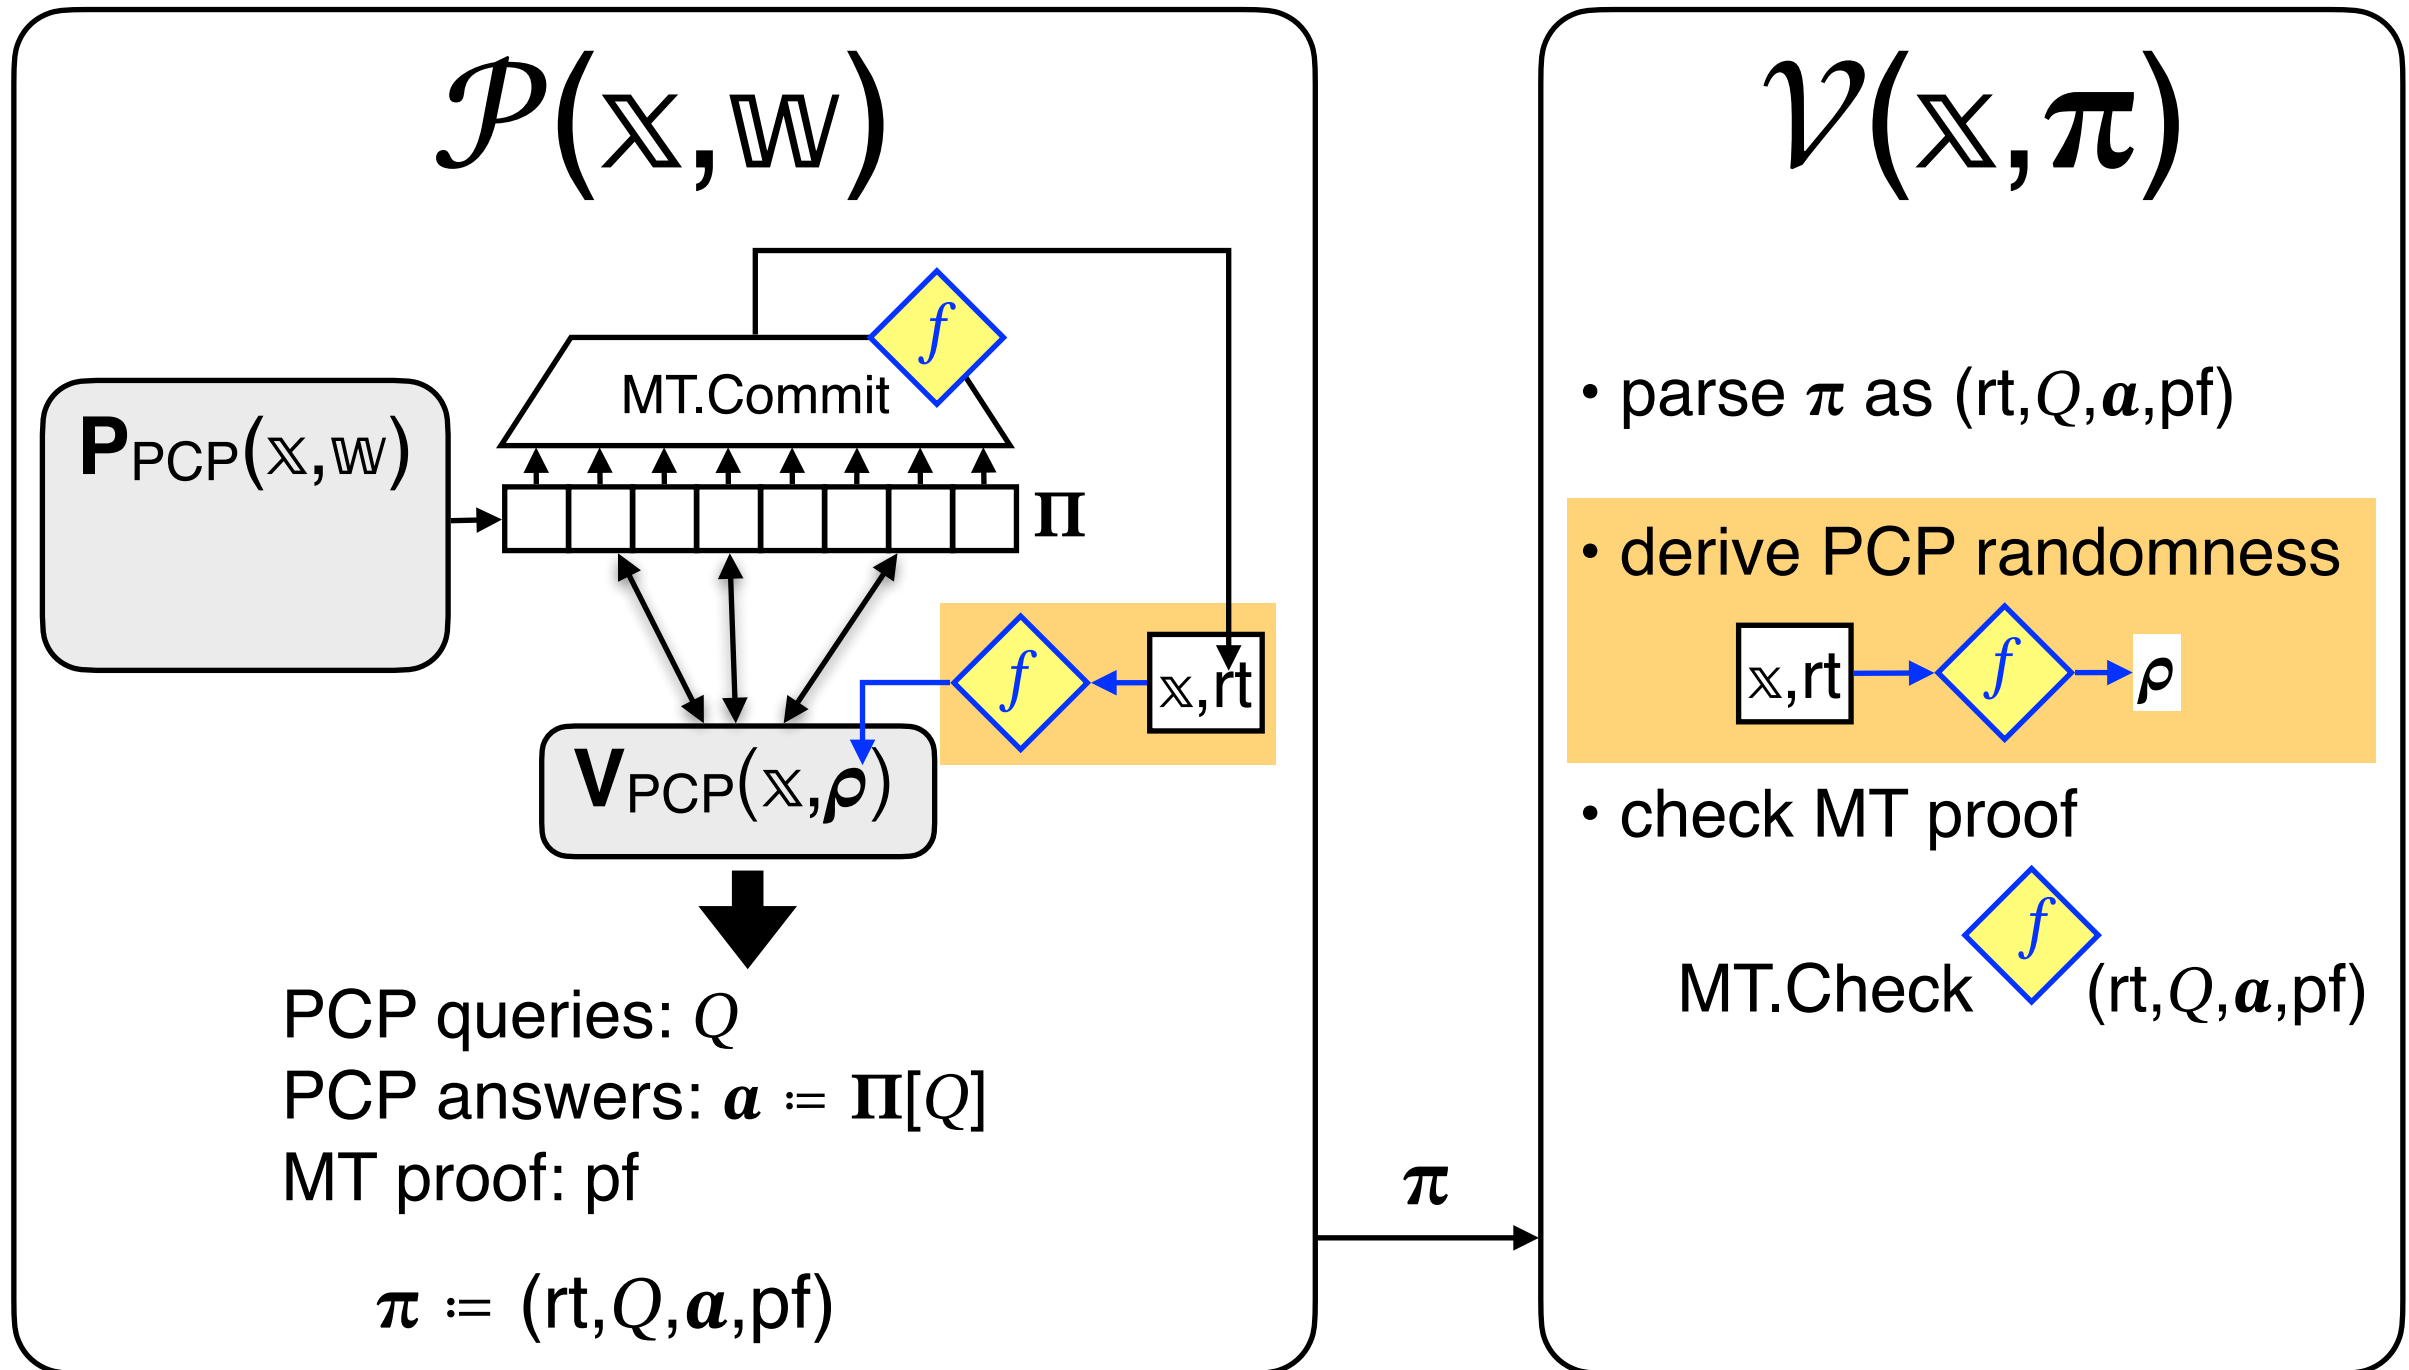 𝒫(𝕩,𝕨)
f
MT.Commit
P_PCP(𝕩,𝕨)
Π
f
𝕩,rt
V_PCP(𝕩,ρ)
PCP queries: Q
PCP answers: a ≔ Π[Q]
MT proof: pf
π ≔ (rt,Q,a,pf)
π
𝒱(𝕩,π)
• parse π as (rt,Q,a,pf)
• derive PCP randomness
𝕩,rt f ρ
• check MT proof
MT.Check f (rt,Q,a,pf)